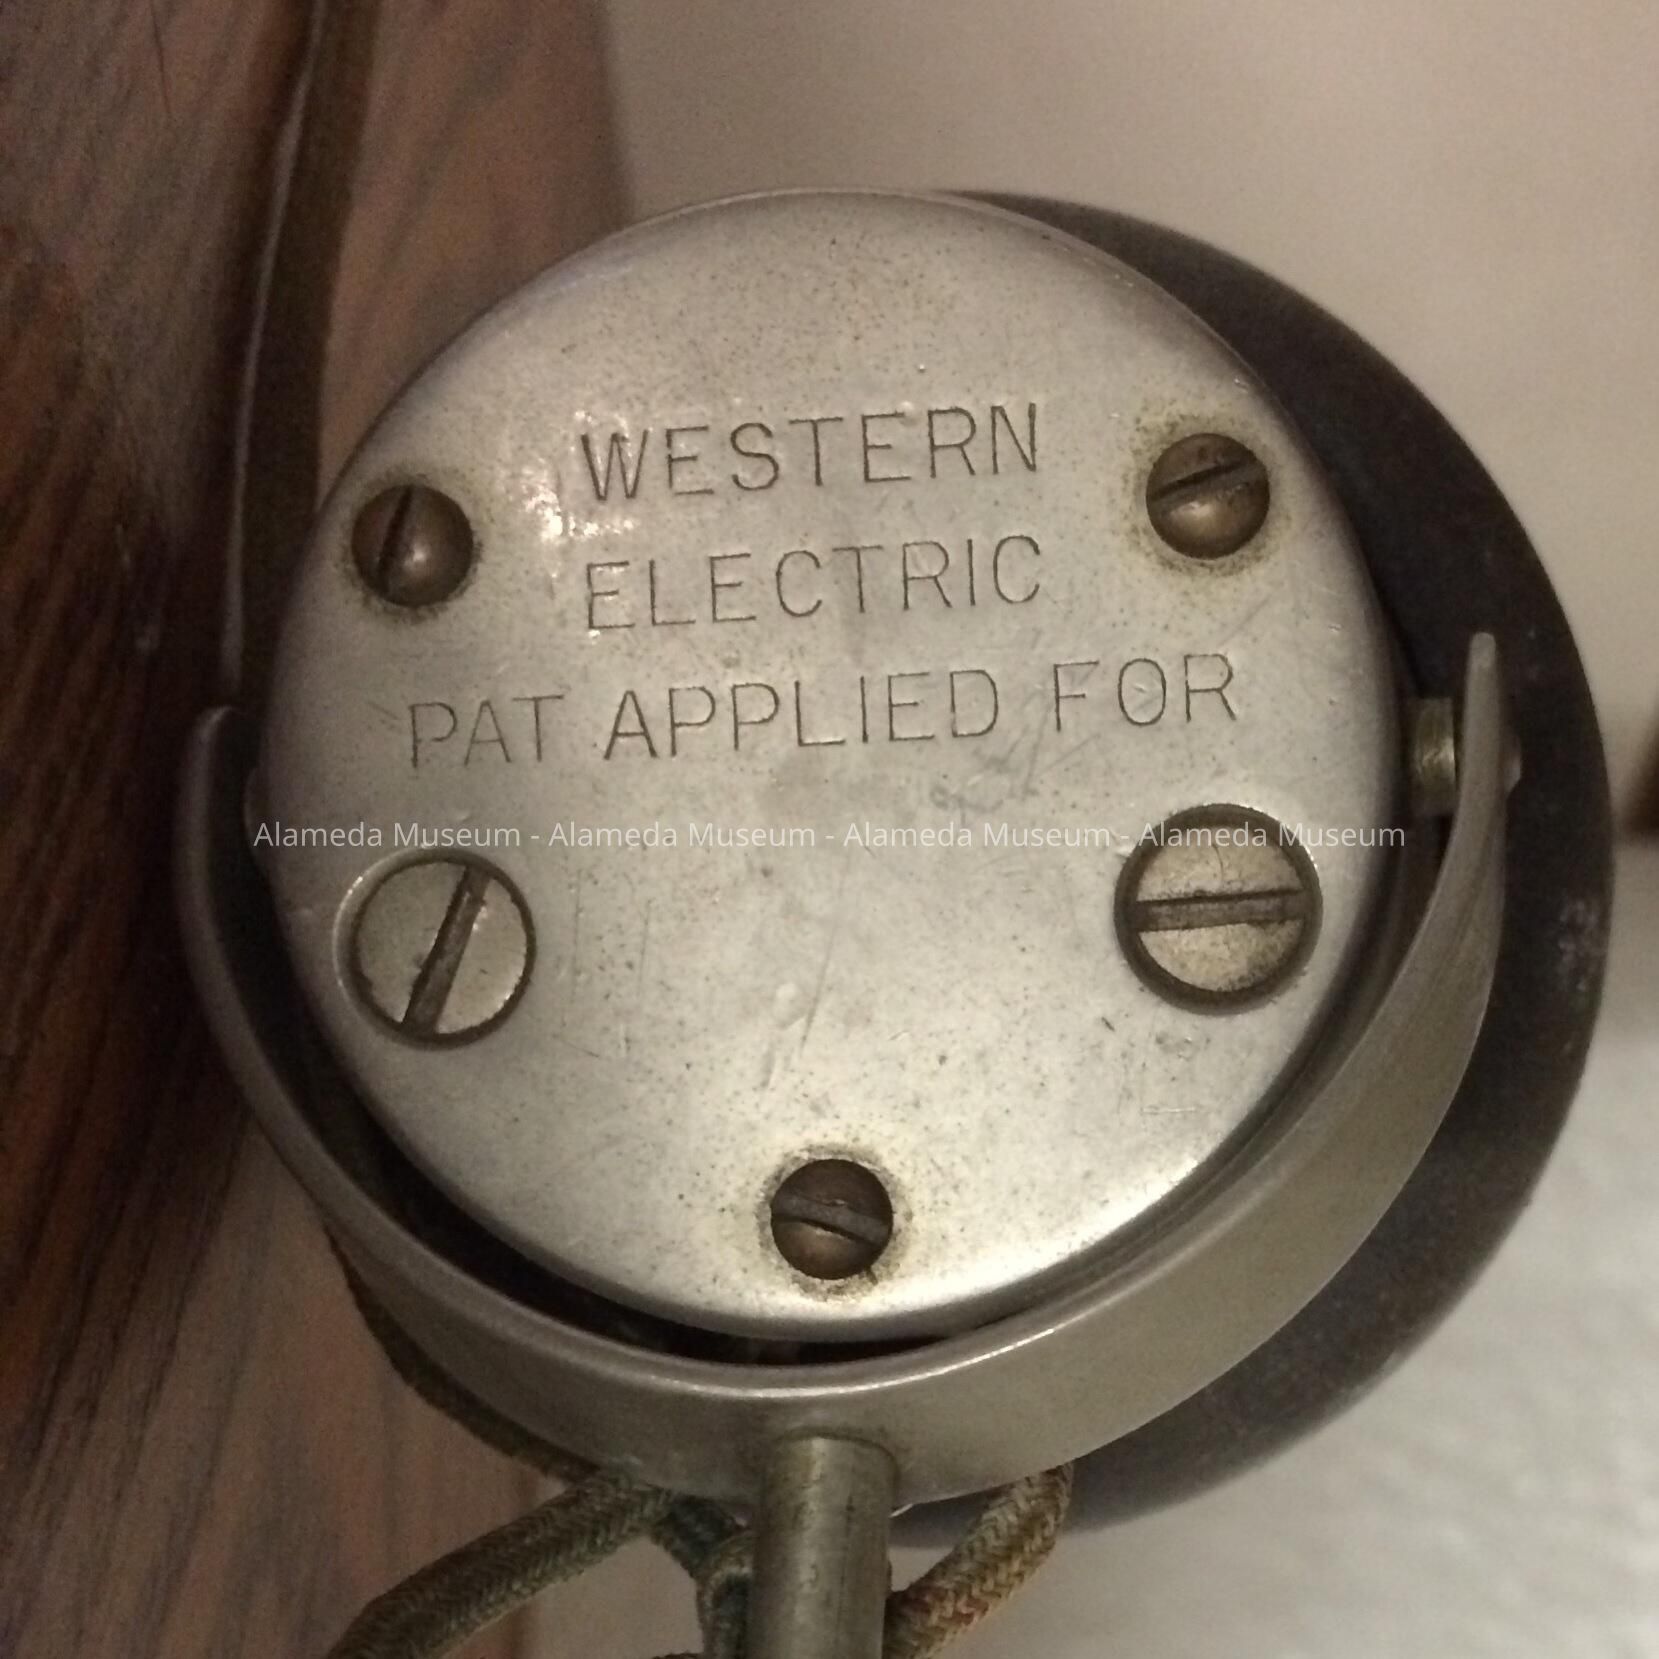 WESTERN
ELECTRIC
PAT APPLIED FOR
Alameda Museum - Alameda Museum - Alameda Museum - Alameda Museum